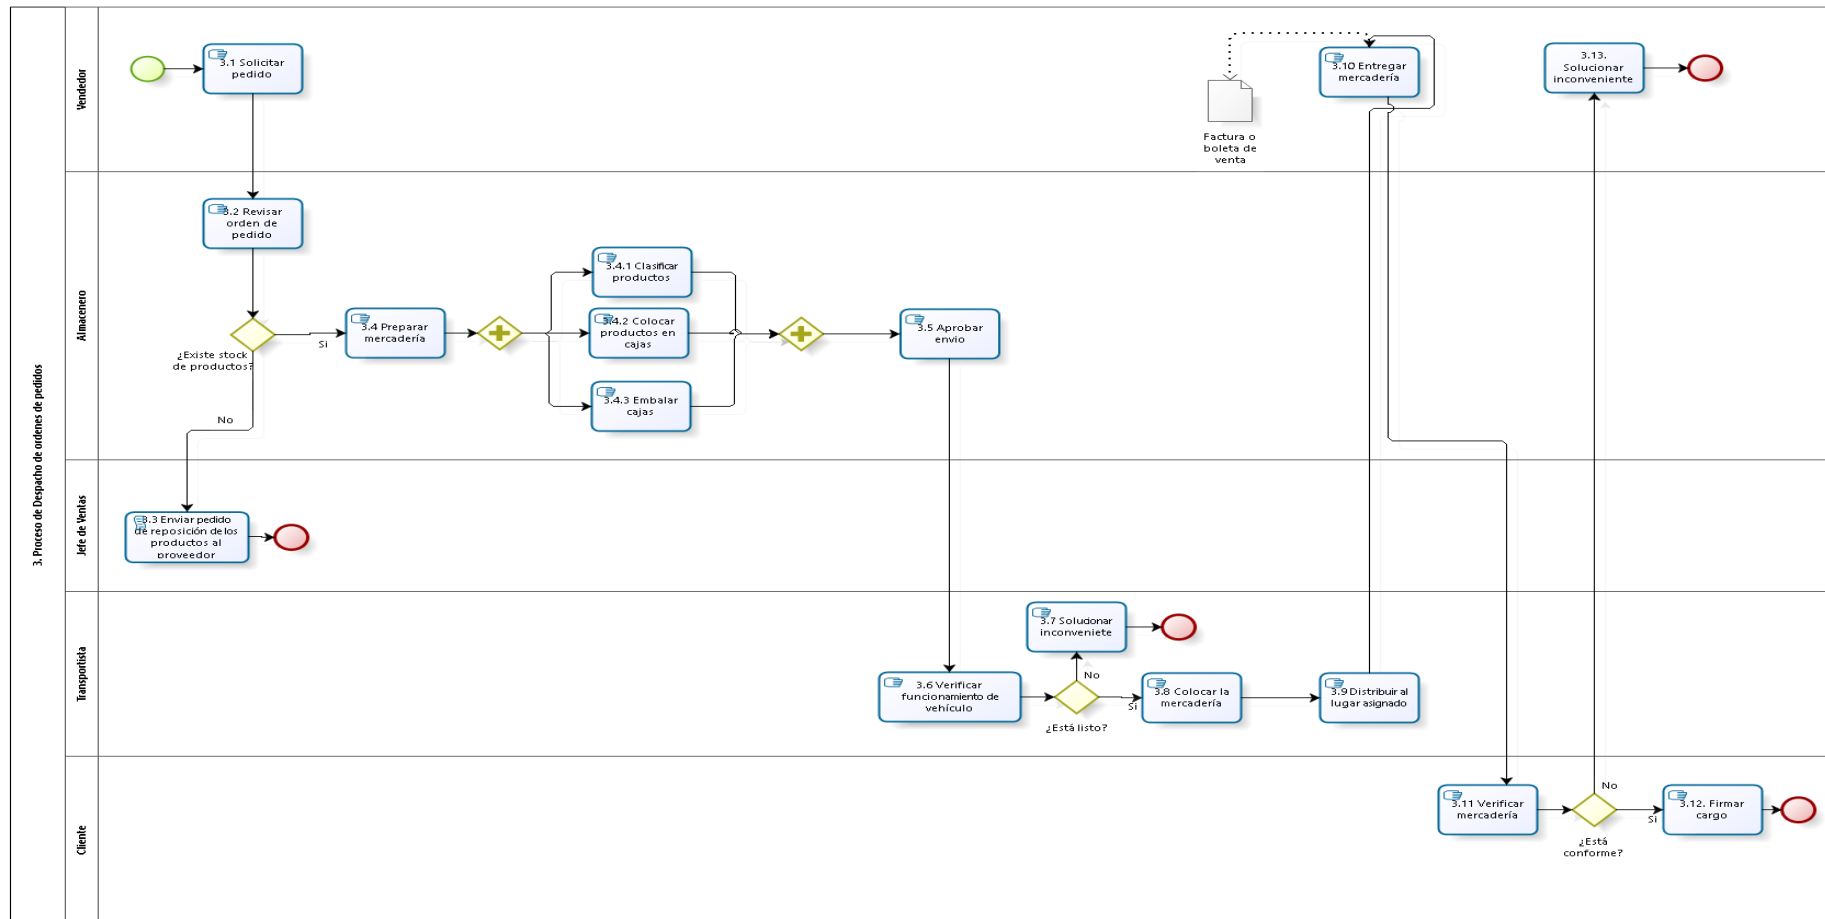 3. Proceso de Despacho de ordenes de pedidos
Vendedor
3.1 Solicitar
pedido
Factura o
boleta de
venta
3.10 Entregar
mercadería
3.13.
Solucionar
inconveniente
Almacenero
3.2 Revisar
orden de
pedido
¿Existe stock
de productos?
Si
No
3.4 Preparar
mercadería
3.4.1 Clasificar
productos
3.4.2 Colocar
productos en
cajas
3.4.3 Embalar
cajas
3.5 Aprobar
envio
Jefe de Ventas
3.3 Enviar pedido
de reposición de los
productos al
proveedor
Transportista
3.6 Verificar
funcionamiento de
vehículo
3.7 Solucionar
inconveniete
No
Si
¿Está listo?
3.8 Colocar la
mercadería
3.9 Distribuir al
lugar asignado
Cliente
3.11 Verificar
mercadería
No
Si
¿Está
conforme?
3.12. Firmar
cargo